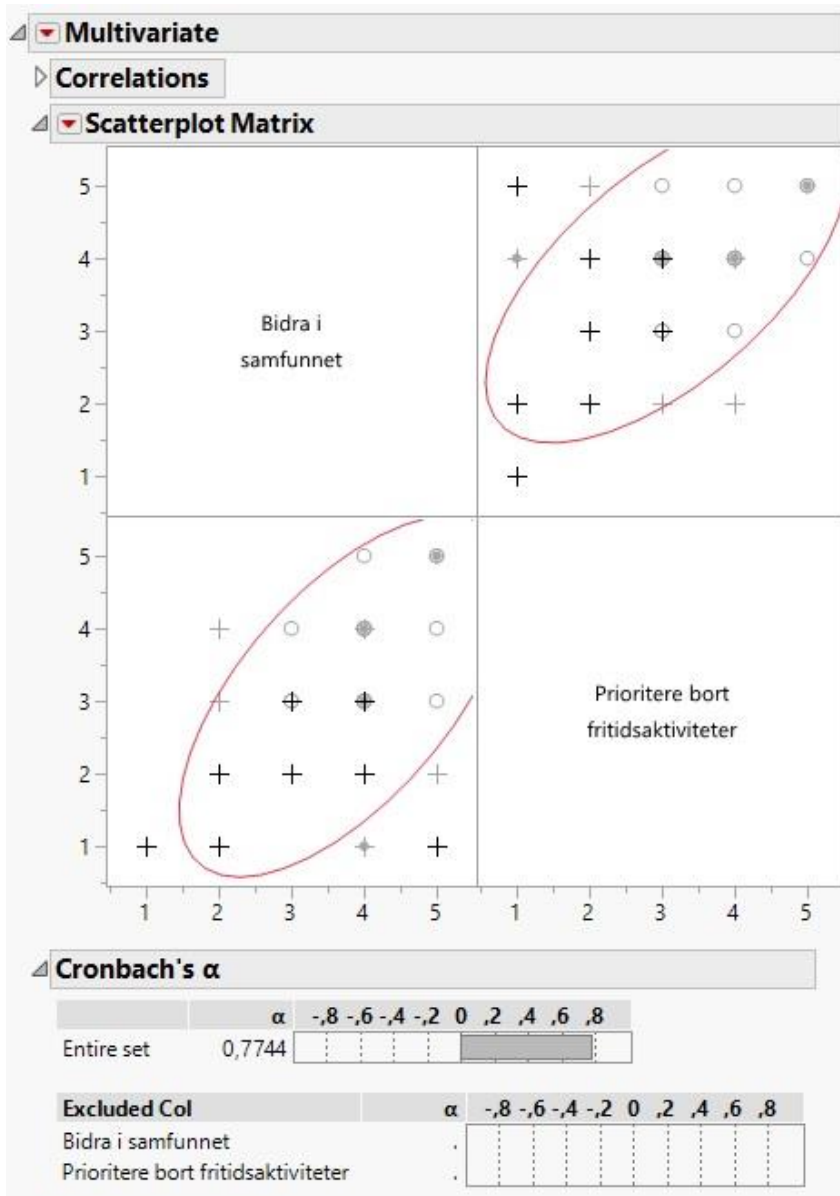 Multivariate
Correlations
Scatterplot Matrix
5
4
3
2
1
Bidra i
samfunnet
5
4
3
2
1
Prioritere bort
fritidsaktiviteter
1 2 3 4 5 1 2 3 4 5
Cronbach's α
α -,8 -,6 -,4 -,2 0 ,2 ,4 ,6 ,8
Entire set 0,7744
Excluded Col α -,8 -,6 -,4 -,2 0 ,2 ,4 ,6 ,8
Bidra i samfunnet .
Prioritere bort fritidsaktiviteter .